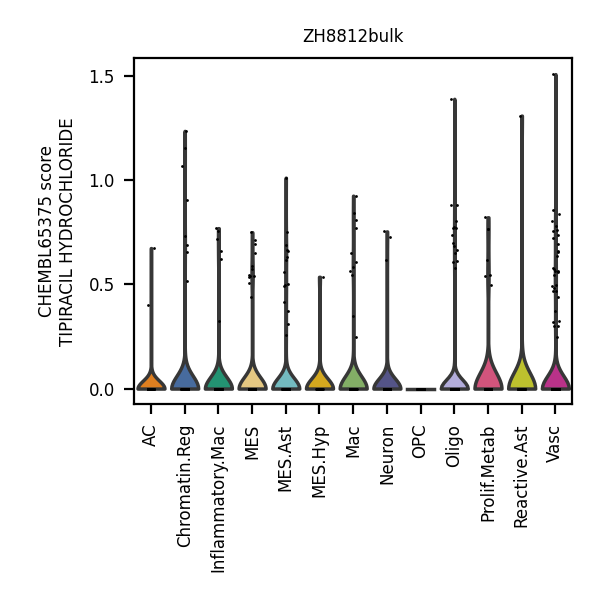 ZH8812bulk
CHEMBL65375 score
TIPIRACIL HYDROCHLORIDE
1.5
1.0
0.5
0.0
AC
Chromatin.Reg
Inflammatory.Mac
MES
MES.Ast
MES.Hyp
Mac
Neuron
OPC
Oligo
Prolif.Metab
Reactive.Ast
Vasc